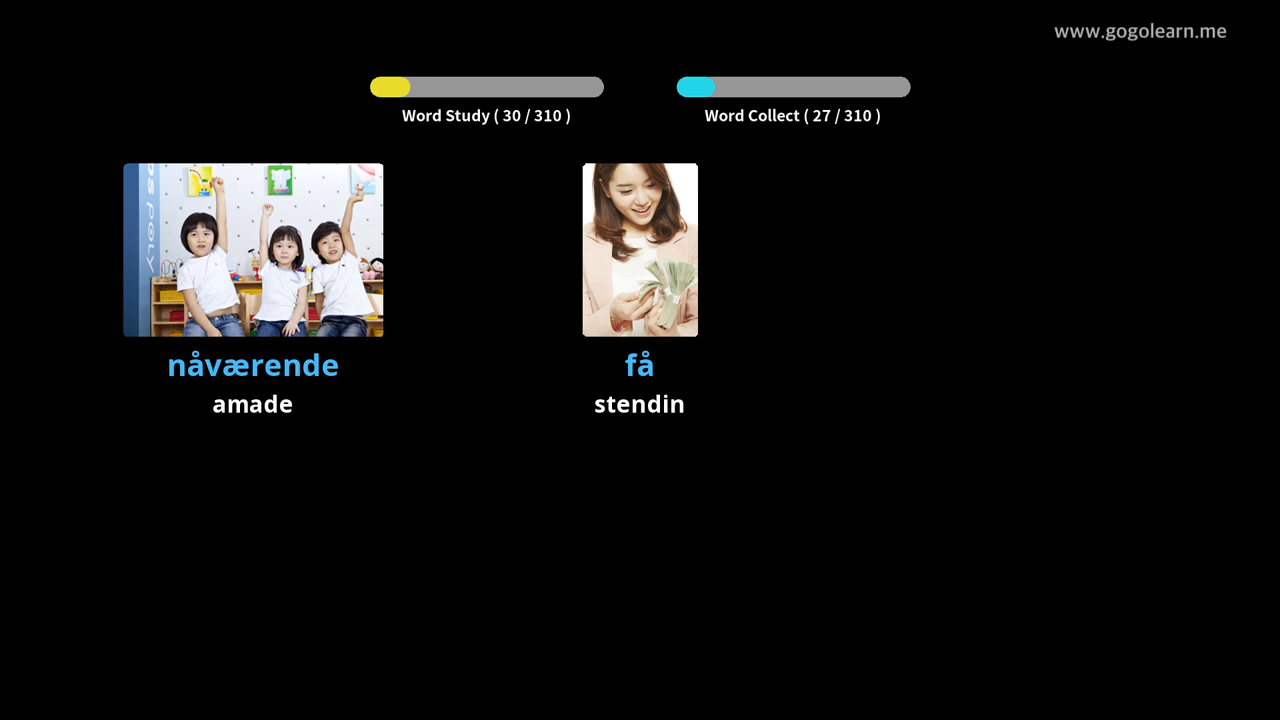 www.gogolearn.me
Word Study ( 30 / 310 )
Word Collect ( 27 / 310 )
nåværende
amade
få
stendin